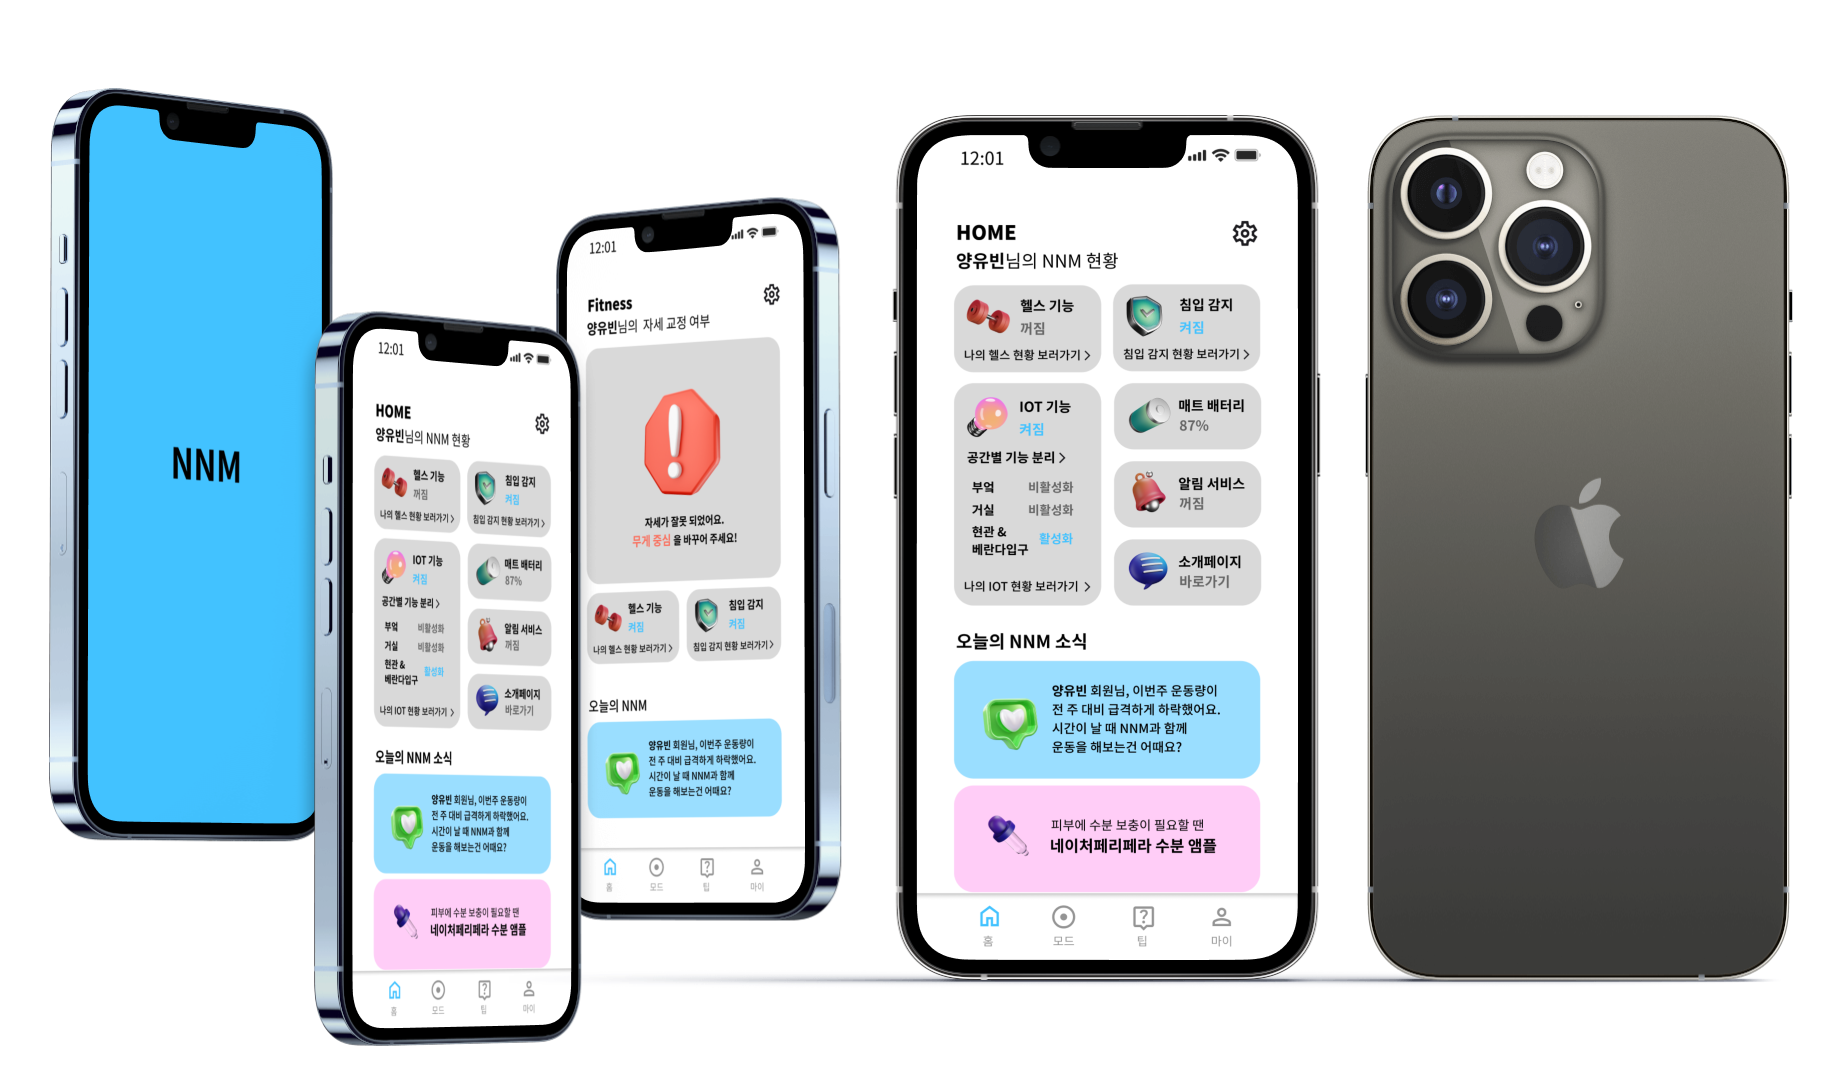 NNM
12:01
HOME
양유빈님의 NNM 현황
헬스 기능
꺼짐
나의 헬스 현황 보러가기 >
침입 감지
켜짐
침입 감지 현황 보러가기 >
IOT 기능
켜짐
공간별 기능 분리 >
부엌 비활성화
거실 비활성화
현관 &
베란다입구 활성화
나의 IOT 현황 보러가기 >
매트 배터리
87%
알림 서비스
꺼짐
소개페이지
바로가기
오늘의 NNM 소식
양유빈 회원님, 이번주 운동량이
전 주 대비 급격하게 하락했어요.
시간이 날 때 NNM과 함께
운동을 해보는건 어때요?
피부에 수분 보충이 필요할 땐
네이처페리페라 수분 앰플
홈 모드 팁 마이
12:01
Fitness
양유빈님의 자세 교정 여부
자세가 잘못 되었어요.
무게 중심 을 바꾸어 주세요!
헬스 기능
켜짐
나의 헬스 현황 보러가기 >
침입 감지
켜짐
침입 감지 현황 보러가기 >
오늘의 NNM
양유빈 회원님, 이번주 운동량이
전 주 대비 급격하게 하락했어요.
시간이 날 때 NNM과 함께
운동을 해보는건 어때요?
홈 모드 팁 마이
12:01
HOME
양유빈님의 NNM 현황
헬스 기능
꺼짐
나의 헬스 현황 보러가기 >
침입 감지
켜짐
침입 감지 현황 보러가기 >
IOT 기능
켜짐
공간별 기능 분리 >
부엌 비활성화
거실 비활성화
현관 &
베란다입구 활성화
나의 IOT 현황 보러가기 >
매트 배터리
87%
알림 서비스
꺼짐
소개페이지
바로가기
오늘의 NNM 소식
양유빈 회원님, 이번주 운동량이
전 주 대비 급격하게 하락했어요.
시간이 날 때 NNM과 함께
운동을 해보는건 어때요?
피부에 수분 보충이 필요할 땐
네이처페리페라 수분 앰플
홈 모드 팁 마이